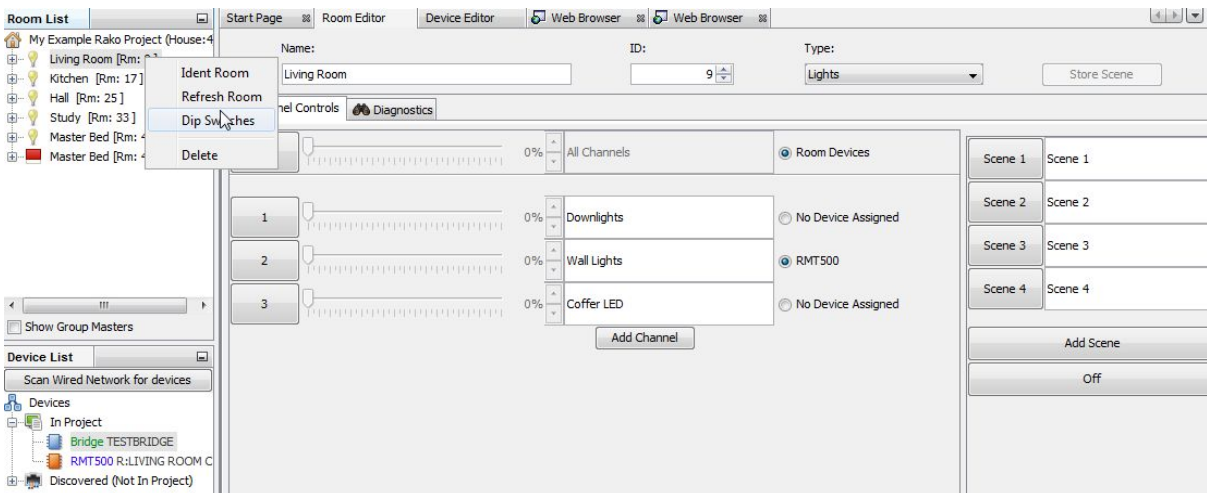 Room List
My Example Rako Project (House:4
Living Room [Rm:
Kitchen [Rm: 17]
Hall [Rm: 25]
Study [Rm: 33]
Master Bed [Rm: 4
Master Bed [Rm: 4
Ident Room
Refresh Room
Dip Switches
Delete
Show Group Masters
Device List
Scan Wired Network for devices
Devices
In Project
Bridge TESTBRIDGE
RMT500 R:LIVING ROOM C
Discovered (Not In Project)
Start Page Room Editor Device Editor Web Browser Web Browser
Name: ID: Type:
Living Room 9 Lights Store Scene
nel Controls Diagnostics
0% All Channels Room Devices
1 0% Downlights No Device Assigned
2 0% Wall Lights RMT500
3 0% Coffer LED No Device Assigned
Add Channel
Scene 1 Scene 1
Scene 2 Scene 2
Scene 3 Scene 3
Scene 4 Scene 4
Add Scene
Off